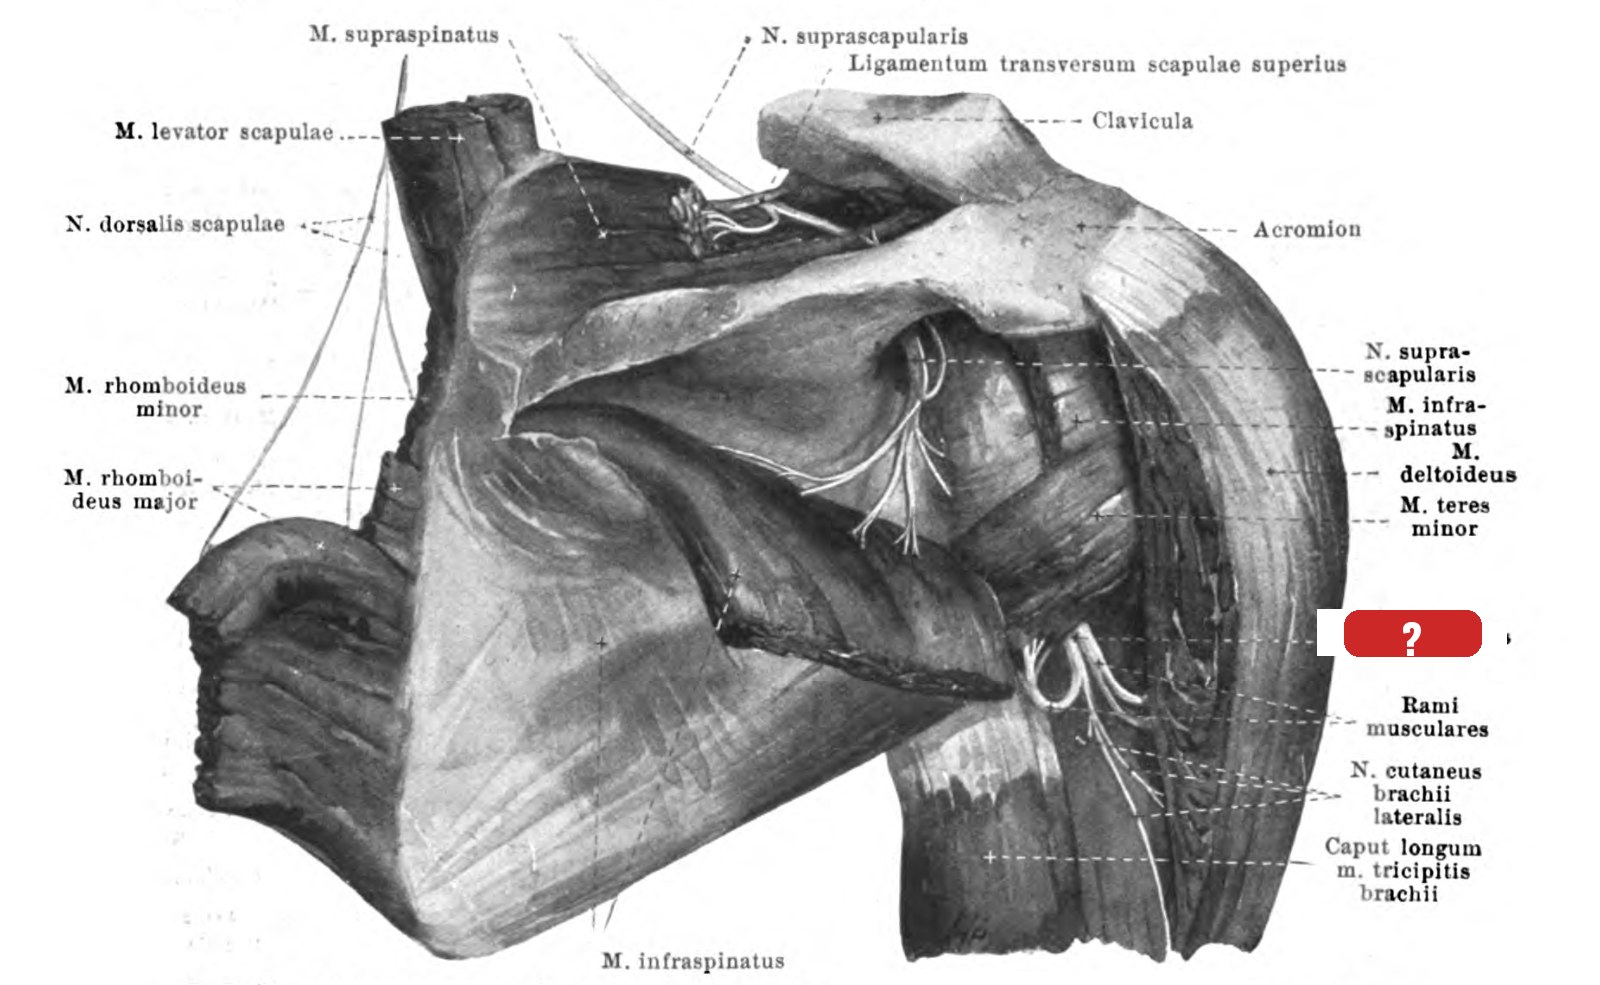 M. supraspinatus
N. suprascapularis
Ligamentum transversum scapulae superius
M. levator scapulae
Clavicula
N. dorsalis scapulae
Acromion
M. rhomboideus
minor
N. supra-
scapularis
M. infra-
spinatus
M.
deltoideus
M. rhomboi-
deus major
M. teres
minor
?
Rami
musculares
N. cutaneus
brachii
lateralis
Caput longum
m. tricipitis
brachii
M. infraspinatus